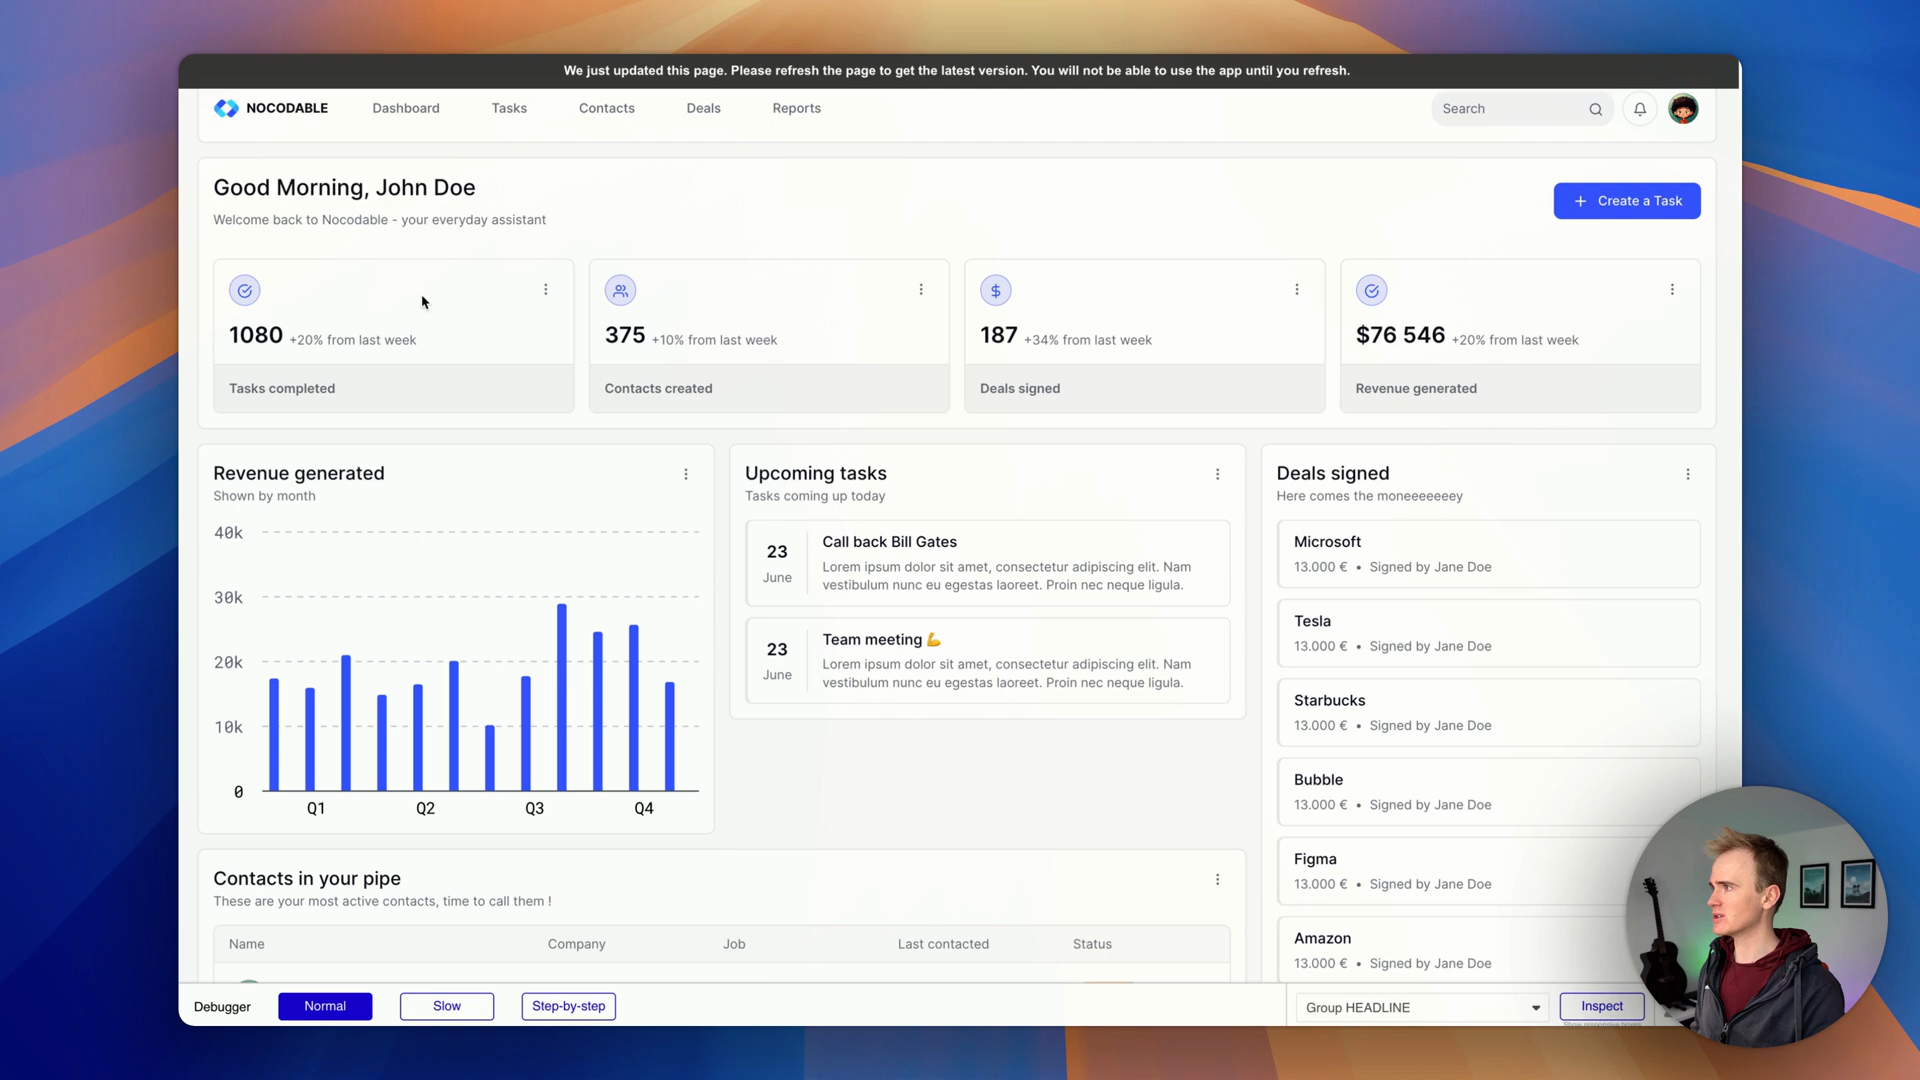 We just updated this page. Please refresh the page to get the latest version. You will not be able to use the app until you refresh.
NOCODABLE Dashboard Tasks Contacts Deals Reports Search
Good Morning, John Doe
Welcome back to Nocodable - your everyday assistant
+ Create a Task
1080 +20% from last week
Tasks completed
375 +10% from last week
Contacts created
$
187 +34% from last week
Deals signed
$76 546 +20% from last week
Revenue generated
Revenue generated
Shown by month
40k
30k
20k
10k
0
Q1 Q2 Q3 Q4
Upcoming tasks
Tasks coming up today
23
June
Call back Bill Gates
Lorem ipsum dolor sit amet, consectetur adipiscing elit. Nam
vestibulum nunc eu egestas laoreet. Proin nec neque ligula.
23
June
Team meeting 💪
Lorem ipsum dolor sit amet, consectetur adipiscing elit. Nam
vestibulum nunc eu egestas laoreet. Proin nec neque ligula.
Deals signed
Here comes the moneeeeeeey
Microsoft
13.000 € • Signed by Jane Doe
Tesla
13.000 € • Signed by Jane Doe
Starbucks
13.000 € • Signed by Jane Doe
Bubble
13.000 € • Signed by Jane Doe
Figma
13.000 € • Signed by Jane Doe
Amazon
13.000 € • Signed by Jane Doe
Contacts in your pipe
These are your most active contacts, time to call them !
Name Company Job Last contacted Status
Debugger Normal Slow Step-by-step
Group HEADLINE Inspect